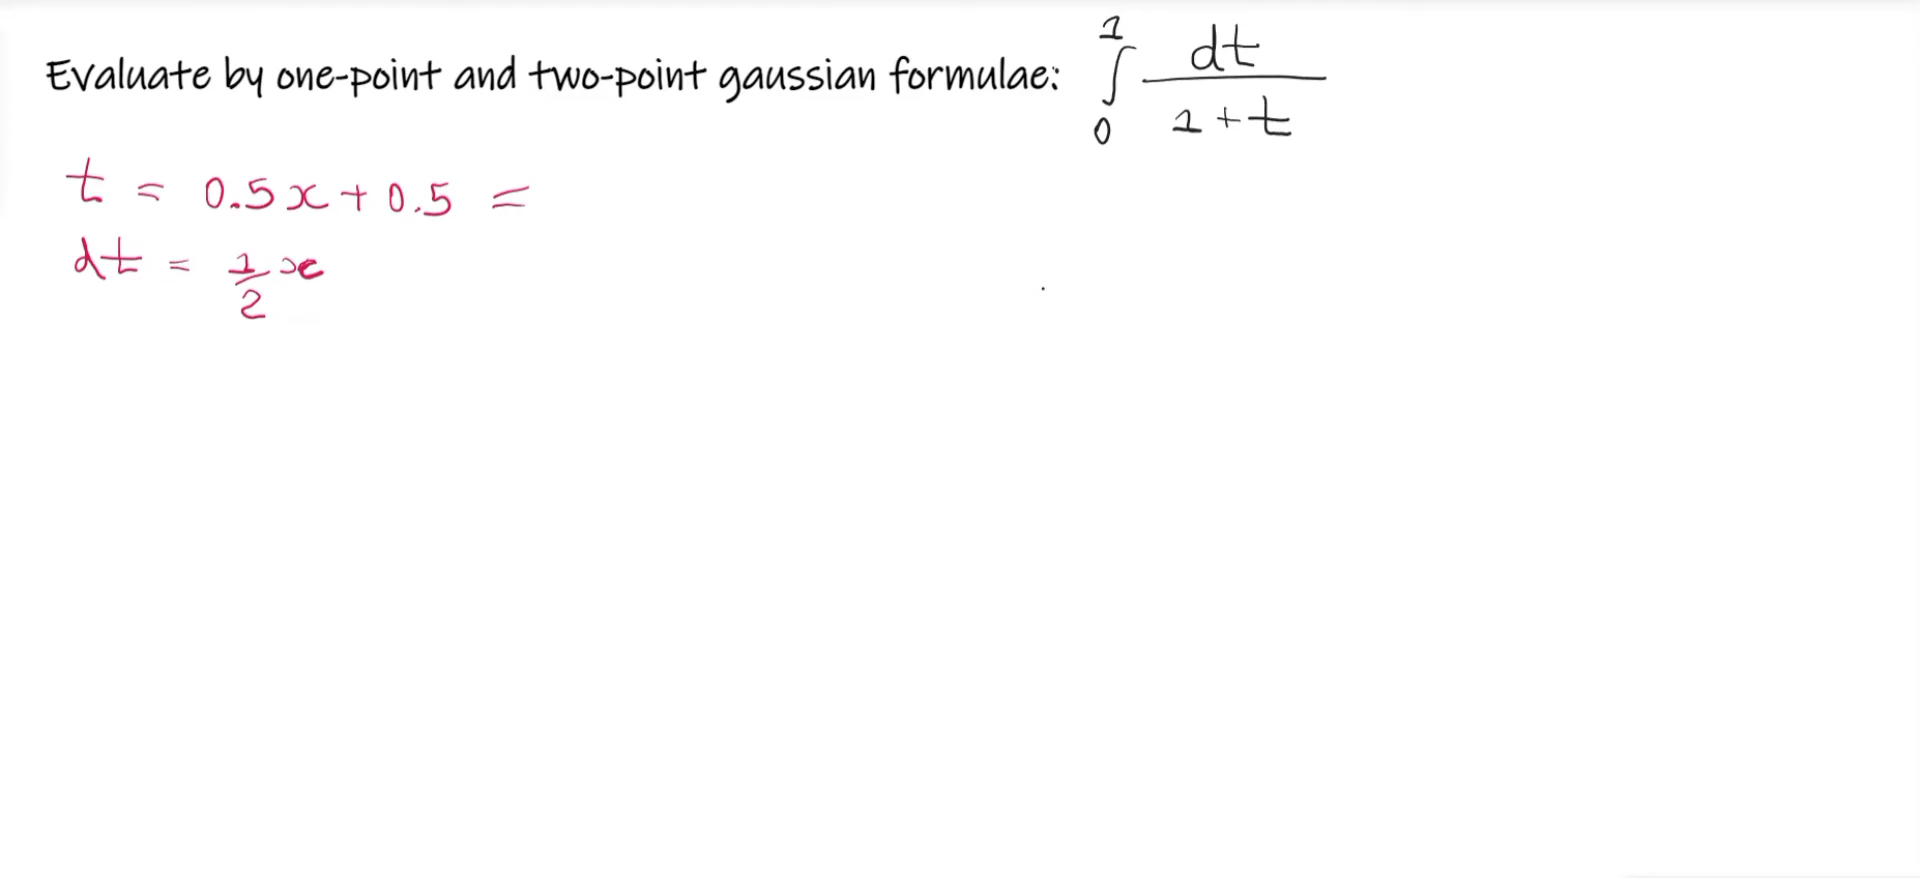 Evaluate by one-point and two-point gaussian formulae: ∫₀¹ dt/(1+t)
t = 0.5x + 0.5 =
dt = 1/2 x